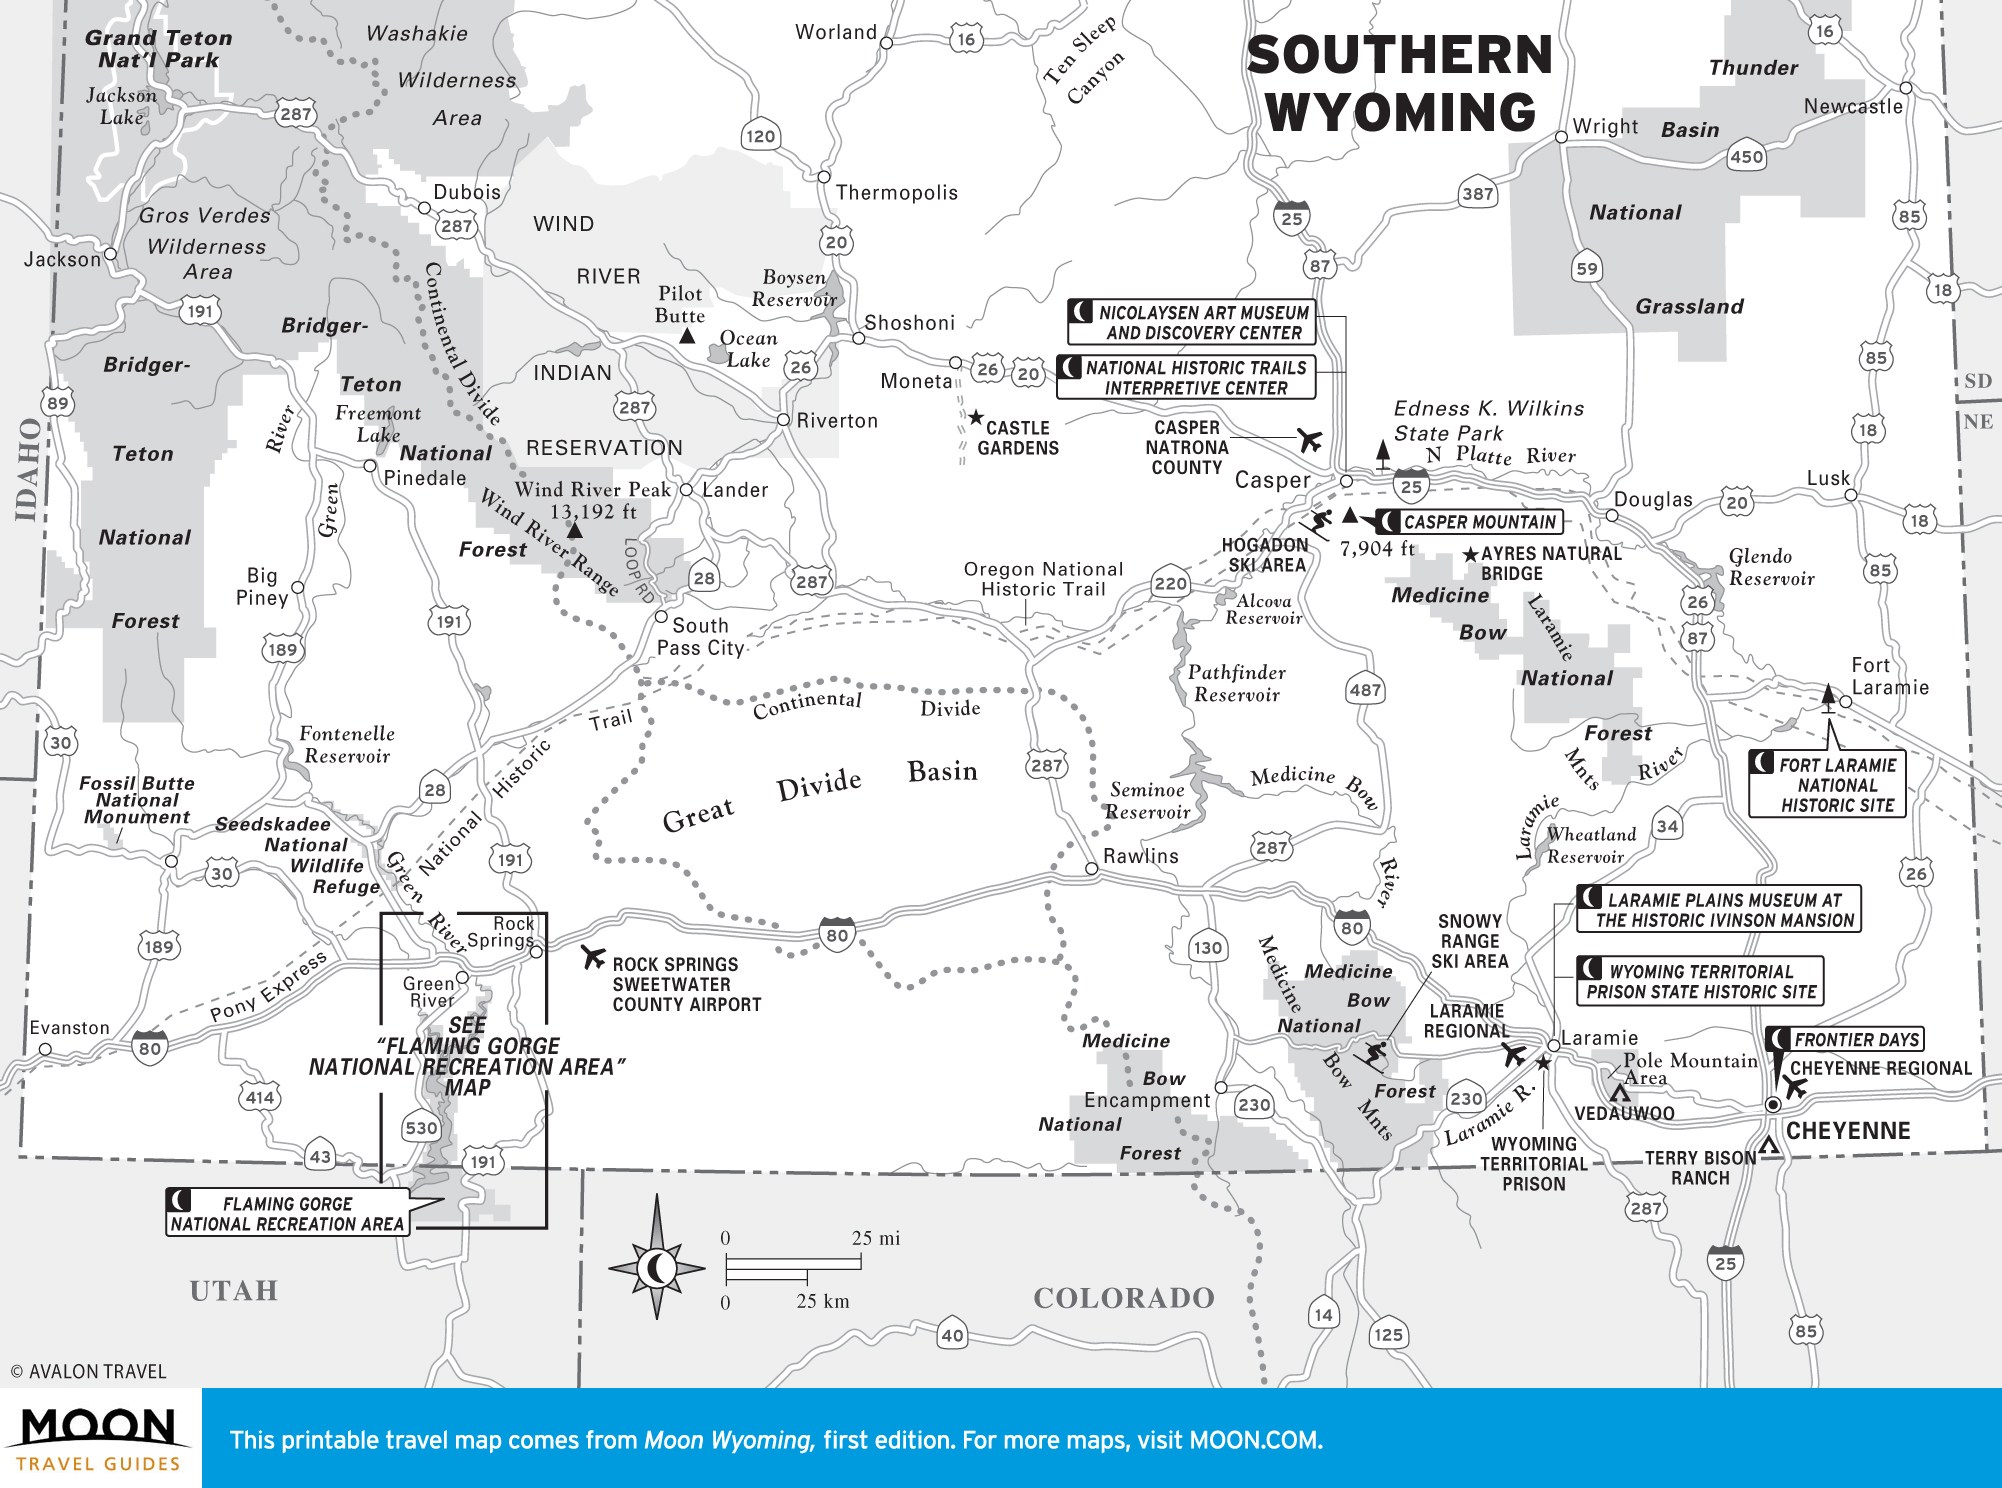 SOUTHERN
WYOMING
Grand Teton
Nat'l Park
Jackson
Lake
Washakie
Wilderness
Area
287
Worland
16
Ten Sleep
Canyon
120
Thunder
Basin
National
Grassland
16
Newcastle
Wright
450
387
59
85
18
85
SD
NE
Dubois
287
Gros Verdes
Wilderness
Area
Jackson
191
Thermopolis
20
WIND
RIVER
INDIAN
RESERVATION
Pilot
Butte
Boysen
Reservoir
Ocean
Lake
Shoshoni
26
Moneta
26
20
25
87
NICOLAYSEN ART MUSEUM
AND DISCOVERY CENTER
NATIONAL HISTORIC TRAILS
INTERPRETIVE CENTER
Continental Divide
Bridger-
Teton
National
Forest
Bridger-
Teton
National
Forest
89
IDAHO
River
Green
Freemont
Lake
Pinedale
287
Riverton
CASTLE
GARDENS
CASPER
NATRONA
COUNTY
Edness K. Wilkins
State Park
N Platte River
Casper
25
18
Lusk
18
Douglas
20
Wind River Peak
13,192 ft
Lander
Wind River Range
LOOP RD
28
287
HOGADON
SKI AREA
7,904 ft
CASPER MOUNTAIN
AYRES NATURAL
BRIDGE
Glendo
Reservoir
85
Big
Piney
189
191
South
Pass City
Oregon National
Historic Trail
220
Alcova
Reservoir
Pathfinder
Reservoir
487
Medicine
Bow
National
Forest
Laramie
Mnts
26
87
Fort
Laramie
FORT LARAMIE
NATIONAL
HISTORIC SITE
30
Fontenelle
Reservoir
28
National Historic Trail
Continental Divide
Great Divide Basin
287
Seminoe
Reservoir
Medicine Bow
River
287
Laramie River
Wheatland
Reservoir
34
26
Fossil Butte
National
Monument
30
Seedskadee
National
Wildlife
Refuge
Green River
191
Rawlins
189
Rock
Springs
80
ROCK SPRINGS
SWEETWATER
COUNTY AIRPORT
130
80
SNOWY
RANGE
SKI AREA
LARAMIE PLAINS MUSEUM AT
THE HISTORIC IVINSON MANSION
WYOMING TERRITORIAL
PRISON STATE HISTORIC SITE
Pony Express
Evanston
80
Green
River
SEE
“FLAMING GORGE
NATIONAL RECREATION AREA”
MAP
414
43
530
191
FLAMING GORGE
NATIONAL RECREATION AREA
Medicine
Bow
National
Forest
Encampment
230
Medicine
Bow
Mnts
Medicine
Bow
National
Forest
LARAMIE
REGIONAL
230
Laramie R.
Laramie
Pole Mountain
Area
VEDAUWOO
WYOMING
TERRITORIAL
PRISON
FRONTIER DAYS
CHEYENNE REGIONAL
CHEYENNE
TERRY BISON
RANCH
287
25
85
UTAH
COLORADO
0 25 mi
0 25 km
40
14
125
© AVALON TRAVEL
MOON
TRAVEL GUIDES
This printable travel map comes from Moon Wyoming, first edition. For more maps, visit MOON.COM.